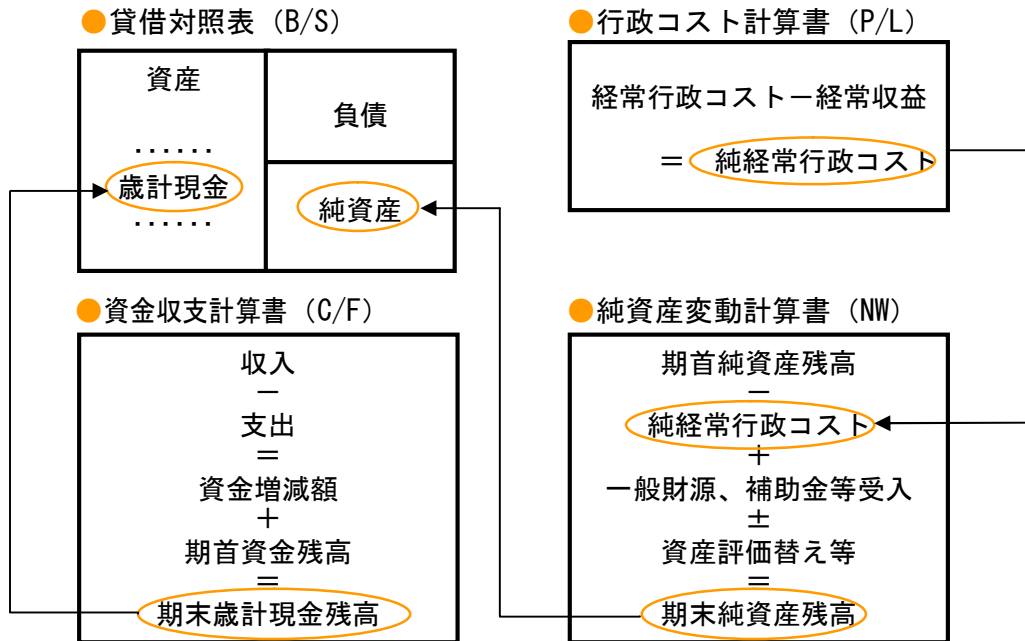 ●貸借対照表（B/S）
資産
‥‥‥
歳計現金
‥‥‥
負債
純資産
●行政コスト計算書（P/L）
経常行政コスト－経常収益
＝ 純経常行政コスト
●資金収支計算書（C/F）
収入
－
支出
＝
資金増減額
＋
期首資金残高
＝
期末歳計現金残高
●純資産変動計算書（NW）
期首純資産残高
－
純経常行政コスト
＋
一般財源、補助金等受入
±
資産評価替え等
＝
期末純資産残高